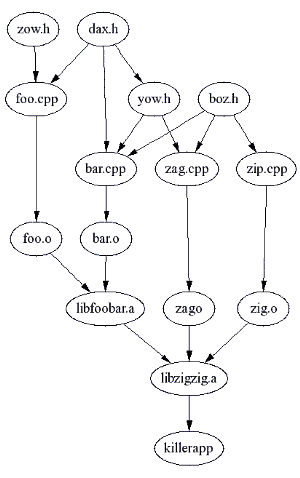 zow.h dax.h
foo.cpp yow.h boz.h
bar.cpp zag.cpp zip.cpp
foo.o bar.o
libfoobar.a zago zig.o
libzigzig.a
killerapp